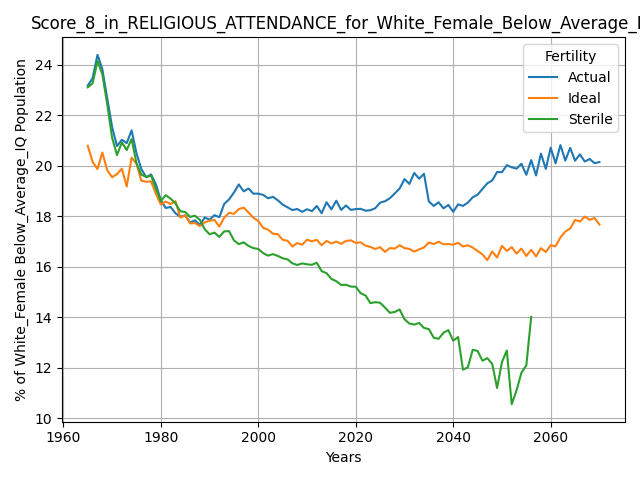 Score_8_in_RELIGIOUS_ATTENDANCE_for_White_Female_Below_Average_I
% of White_Female Below_Average_IQ Population
24
22
20
18
16
14
12
10
Fertility
Actual
Ideal
Sterile
1960
1980
2000
2020
2040
2060
Years